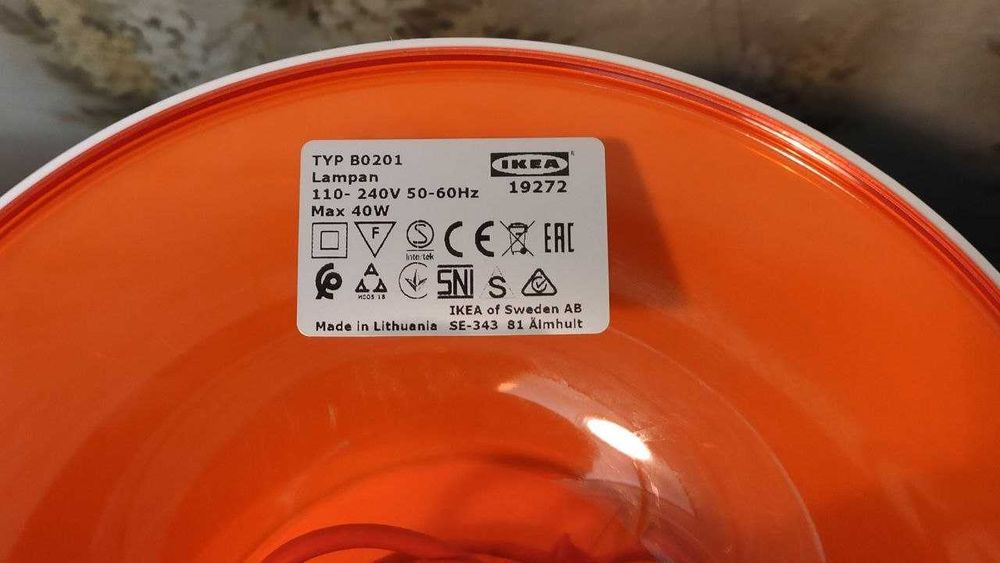 TYP B0201
Lampan
110- 240V 50-60Hz
Max 40W
IKEA
19272
F
S
Intertek
CE
EAC
A
SNI
S
IKEA of Sweden AB
Made in Lithuania SE-343 81 Älmhult